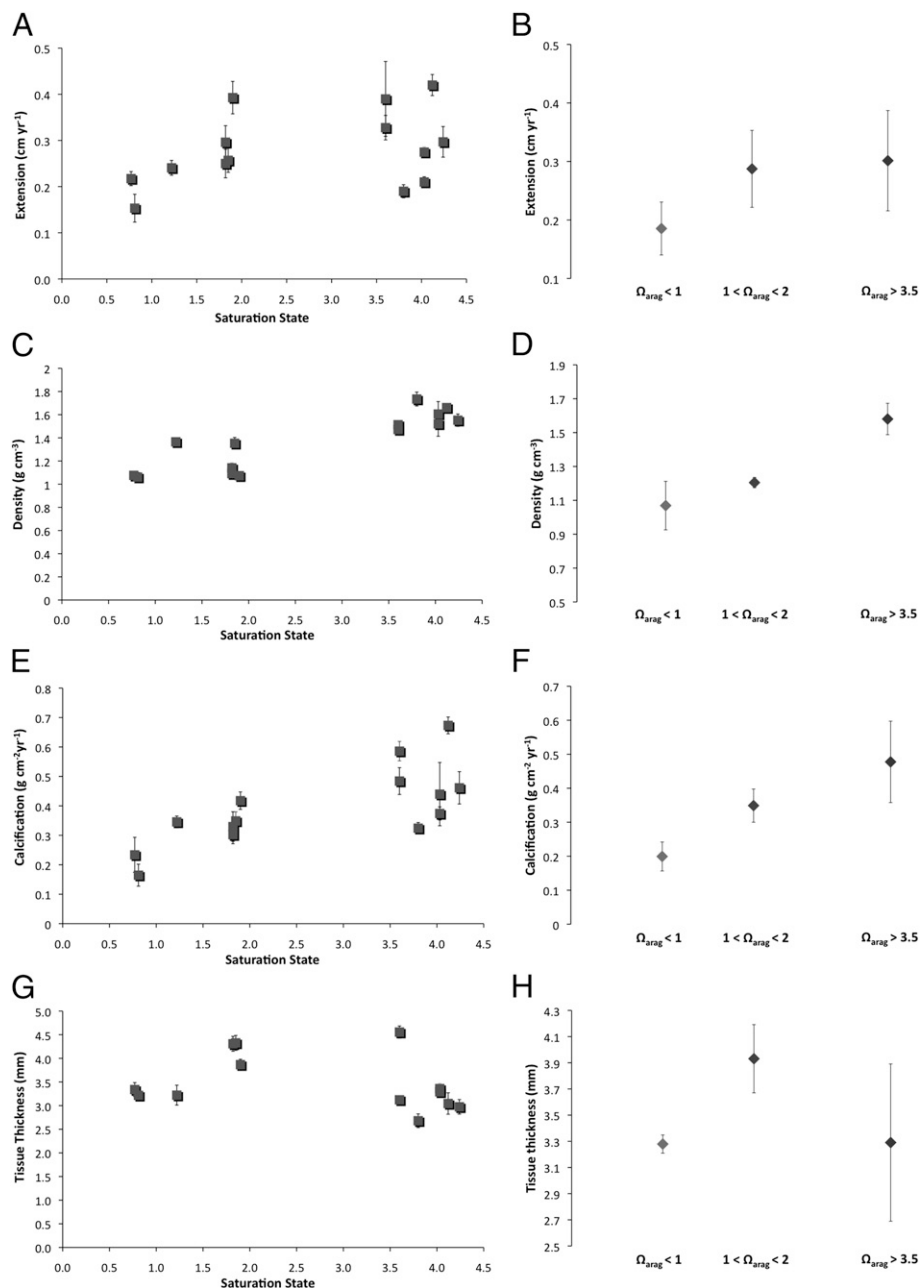 A
0.5
0.4
0.3
0.2
0.1
0.0
Extension (cm yr⁻¹)
0.0 0.5 1.0 1.5 2.0 2.5 3.0 3.5 4.0 4.5
Saturation State
B
0.5
0.4
0.3
0.2
0.1
Extension (cm yr⁻¹)
Ωarag < 1 1 < Ωarag < 2 Ωarag > 3.5
C
2
1.8
1.6
1.4
1.2
1
0.8
0.6
0.4
0.2
0
Density (g cm⁻³)
0.0 0.5 1.0 1.5 2.0 2.5 3.0 3.5 4.0 4.5
Saturation State
D
1.9
1.7
1.5
1.3
1.1
0.9
0.7
0.5
Density (g cm⁻³)
Ωarag < 1 1 < Ωarag < 2 Ωarag > 3.5
E
0.8
0.7
0.6
0.5
0.4
0.3
0.2
0.1
0
Calcification (g cm⁻²yr⁻¹)
0.0 0.5 1.0 1.5 2.0 2.5 3.0 3.5 4.0 4.5
Saturation State
F
0.7
0.6
0.5
0.4
0.3
0.2
0.1
0
Calcification (g cm⁻² yr⁻¹)
Ωarag < 1 1 < Ωarag < 2 Ωarag > 3.5
G
5.0
4.5
4.0
3.5
3.0
2.5
2.0
1.5
1.0
0.5
0.0
Tissue Thickness (mm)
0.0 0.5 1.0 1.5 2.0 2.5 3.0 3.5 4.0 4.5
Saturation State
H
4.3
4.1
3.9
3.7
3.5
3.3
3.1
2.9
2.7
2.5
Tissue thickness (mm)
Ωarag < 1 1 < Ωarag < 2 Ωarag > 3.5